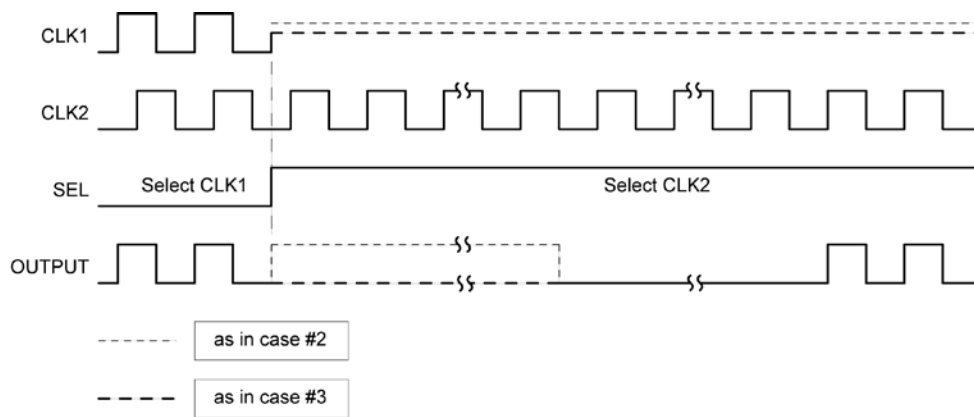 CLK1
CLK2
SEL
Select CLK1
Select CLK2
OUTPUT
as in case #2
as in case #3